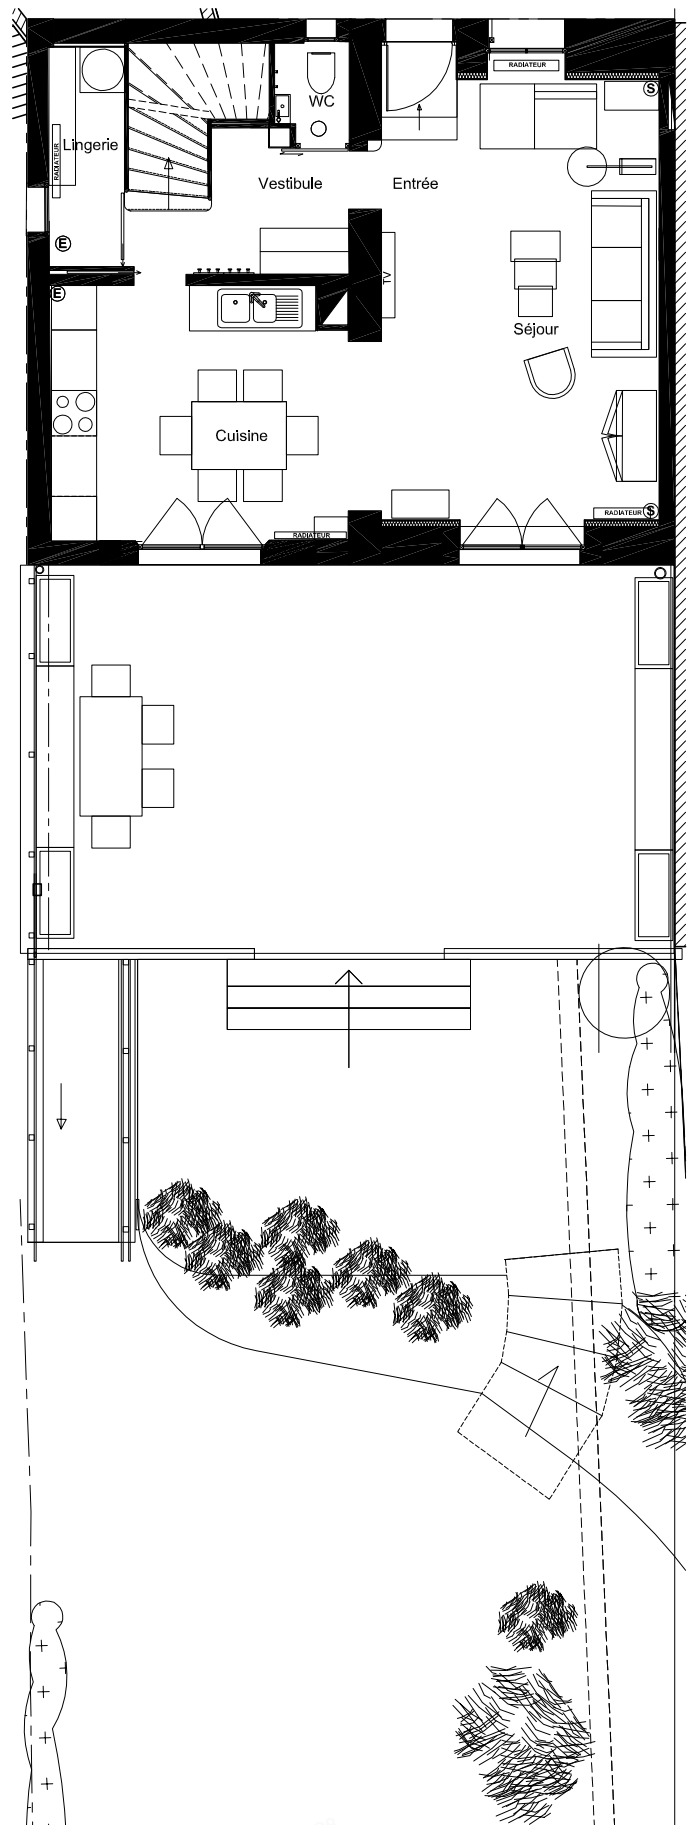 RADIATEUR
S
WC
Lingerie
RADIATEUR
Vestibule
Entrée
E
TV
E
Séjour
Cuisine
RADIATEUR
S
RADIATEUR